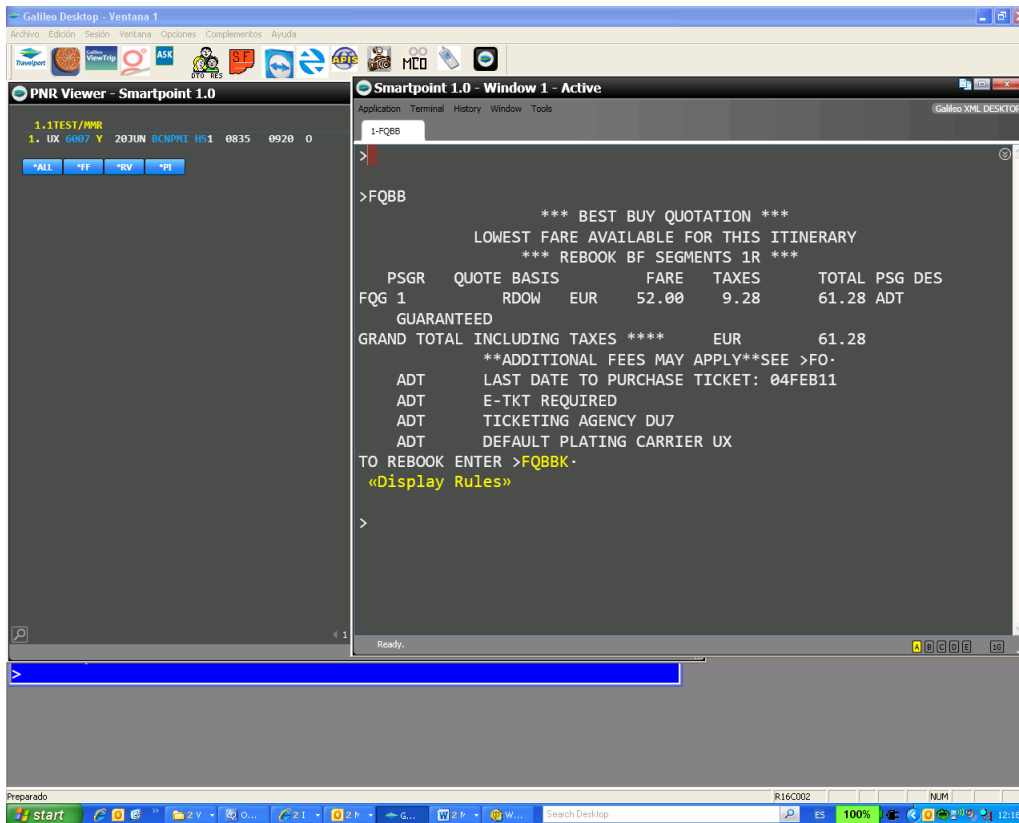 Galileo Desktop - Ventana 1
Archivo Edición Sesión Ventana Opciones Complementos Ayuda
Travelport
Galileo
ViewTrip
ASK
DTO RES
S F
APIS
MCO
PNR Viewer - Smartpoint 1.0
1.1TEST/MMR
1. UX 6007 Y 20JUN BCNPMI HS1 0835 0920 O
*ALL *FF *RV *PI
1
Smartpoint 1.0 - Window 1 - Active
Application Terminal History Window Tools
Galileo XML DESKTOP
1-FQBB
>
>FQBB
*** BEST BUY QUOTATION ***
LOWEST FARE AVAILABLE FOR THIS ITINERARY
*** REBOOK BF SEGMENTS 1R ***
PSGR QUOTE BASIS FARE TAXES TOTAL PSG DES
FQG 1 RDOW EUR 52.00 9.28 61.28 ADT
GUARANTEED
GRAND TOTAL INCLUDING TAXES **** EUR 61.28
**ADDITIONAL FEES MAY APPLY**SEE >FO·
ADT LAST DATE TO PURCHASE TICKET: 04FEB11
ADT E-TKT REQUIRED
ADT TICKETING AGENCY DU7
ADT DEFAULT PLATING CARRIER UX
TO REBOOK ENTER >FQBBK·
«Display Rules»
>
Ready.
A B C D E 1G
>
Preparado
R16C002
NUM
start
2 V
O...
2 I
2 M
G...
2 M
W...
Search Desktop
ES
100%
12:18